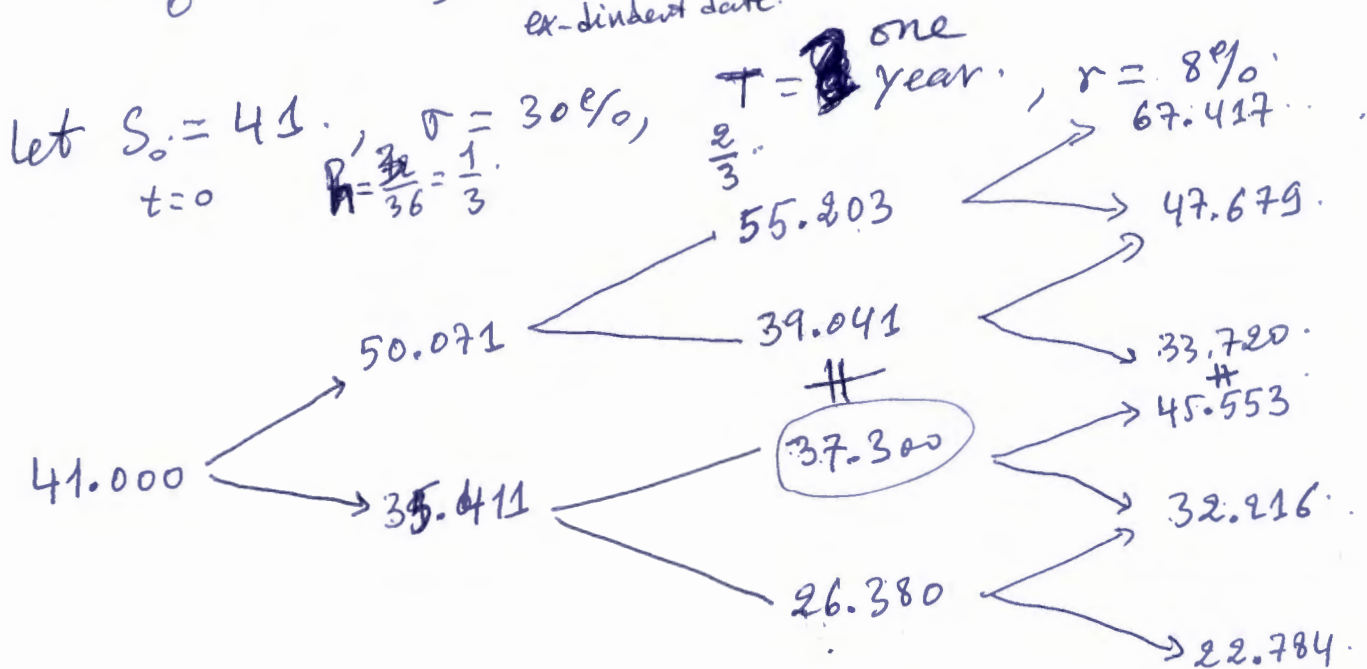 ex-dindent date.
let S₀ = 41., σ = 30%, T = one year., r = 8%
t=0 h = /36 = 1/3. 2/3. 67.417
55.203 47.679.
50.071 39.041 33.720
41.000 ≠ ≠
37.300 45.553
35.411 32.216
26.380 22.784.